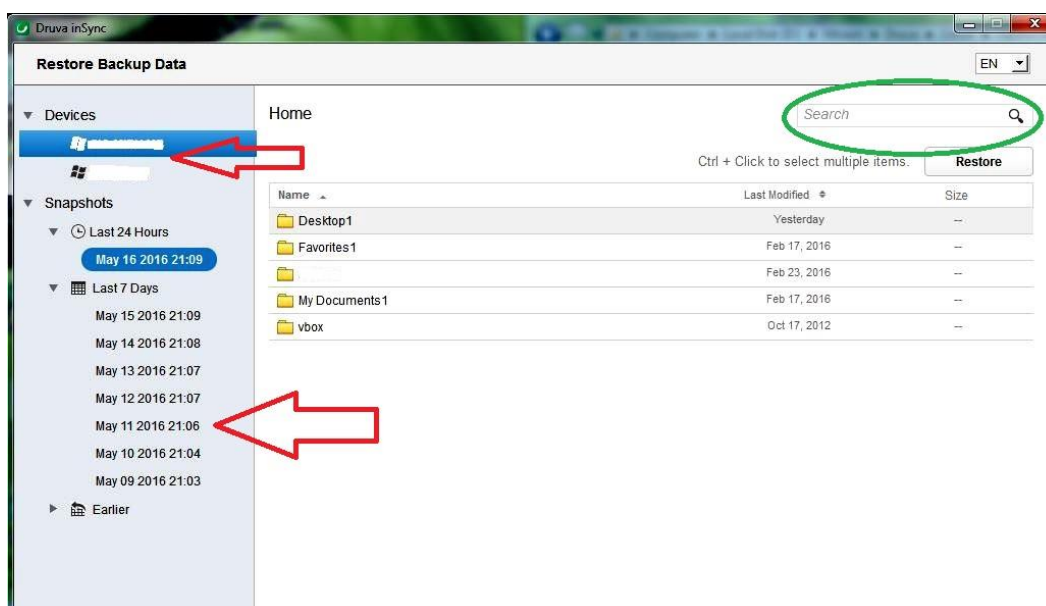 Druva inSync
Restore Backup Data
EN
Devices
Snapshots
Last 24 Hours
May 16 2016 21:09
Last 7 Days
May 15 2016 21:09
May 14 2016 21:08
May 13 2016 21:07
May 12 2016 21:07
May 11 2016 21:06
May 10 2016 21:04
May 09 2016 21:03
Earlier
Home
Search
Ctrl + Click to select multiple items.
Restore
Name Last Modified Size
Desktop1 Yesterday --
Favorites1 Feb 17, 2016 --
Feb 23, 2016 --
My Documents1 Feb 17, 2016 --
vbox Oct 17, 2012 --